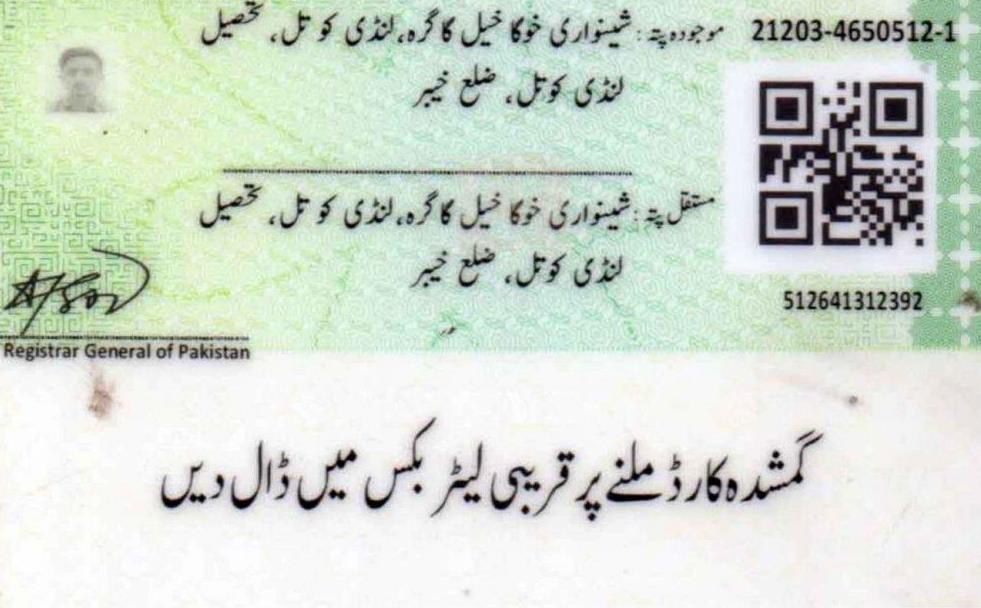 21203-4650512-1
موجودہ پتہ : شینواری خوگا خیل گاگرہ، لنڈی کوتل، تحصیل
لنڈی کوتل، ضلع خیبر
مستقل پتہ : شینواری خوگا خیل گاگرہ، لنڈی کوتل، تحصیل
لنڈی کوتل، ضلع خیبر
512641312392
Registrar General of Pakistan
گمشدہ کارڈ ملنے پر قریبی لیٹر بکس میں ڈال دیں